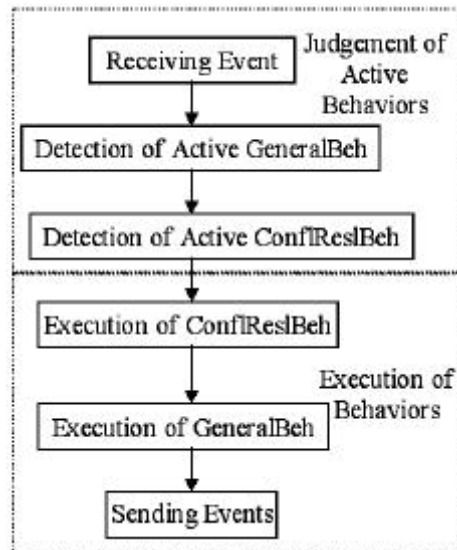 Receiving Event
Judgement of
Active
Behaviors
Detection of Active GeneralBeh
Detection of Active ConflReslBeh
Execution of ConflReslBeh
Execution of
Behaviors
Execution of GeneralBeh
Sending Events